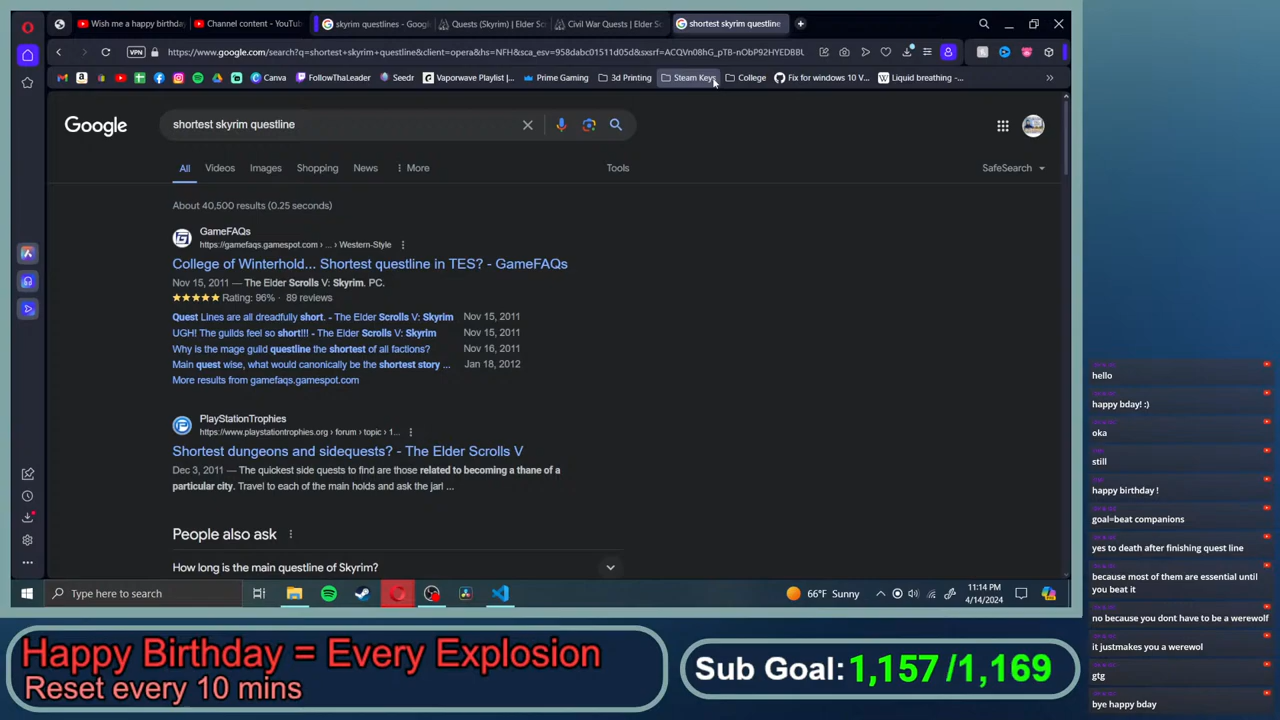 Wish me a happy birthday
Channel content - YouTu
skyrim questlines - Goog
Quests (Skyrim) | Elder Sc
Civil War Quests | Elder S
shortest skyrim questline
VPN
https://www.google.com/search?q=shortest+skyrim+questline&client=opera&hs=NFH&sca_esv=958dabc01511d05d&sxsrf=ACQVn08hG_pTB-nObP92HYEDBBU
Canva
FollowThaLeader
Seedr
Vaporwave Playlist |...
Prime Gaming
3d Printing
Steam Keys
College
Fix for windows 10 V...
Liquid breathing -...
Google
shortest skyrim questline
All
Videos
Images
Shopping
News
More
Tools
SafeSearch
About 40,500 results (0.25 seconds)
GameFAQs
https://gamefaqs.gamespot.com › ... › Western-Style
College of Winterhold... Shortest questline in TES? - GameFAQs
Nov 15, 2011 — The Elder Scrolls V: Skyrim. PC.
Rating: 96% · 89 reviews
Quest Lines are all dreadfully short. - The Elder Scrolls V: Skyrim Nov 15, 2011
UGH! The guilds feel so short!!! - The Elder Scrolls V: Skyrim Nov 15, 2011
Why is the mage guild questline the shortest of all factions? Nov 16, 2011
Main quest wise, what would canonically be the shortest story ... Jan 18, 2012
More results from gamefaqs.gamespot.com
PlayStationTrophies
https://www.playstationtrophies.org › forum › topic › 1...
Shortest dungeons and sidequests? - The Elder Scrolls V
Dec 3, 2011 — The quickest side quests to find are those related to becoming a thane of a
particular city. Travel to each of the main holds and ask the jarl ...
People also ask
How long is the main questline of Skyrim?
Type here to search
66°F Sunny
11:14 PM
4/14/2024
hello
happy bday! :)
oka
still
happy birthday !
goal=beat companions
yes to death after finishing quest line
because most of them are essential until
you beat it
no because you dont have to be a werewolf
it justmakes you a werewol
gtg
bye happy bday
Happy Birthday = Every Explosion
Reset every 10 mins
Sub Goal: 1,157 /1,169